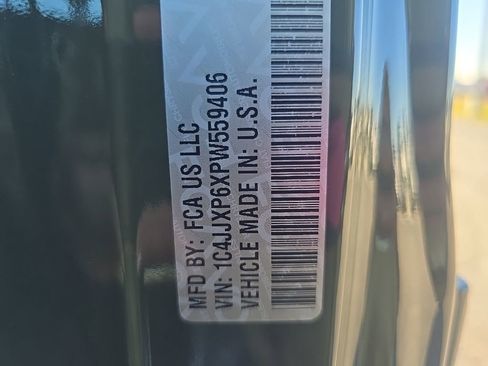 MFD BY: FCA US LLC
VIN: 1C4JJXP6XPW559406
VEHICLE MADE IN: U.S.A.